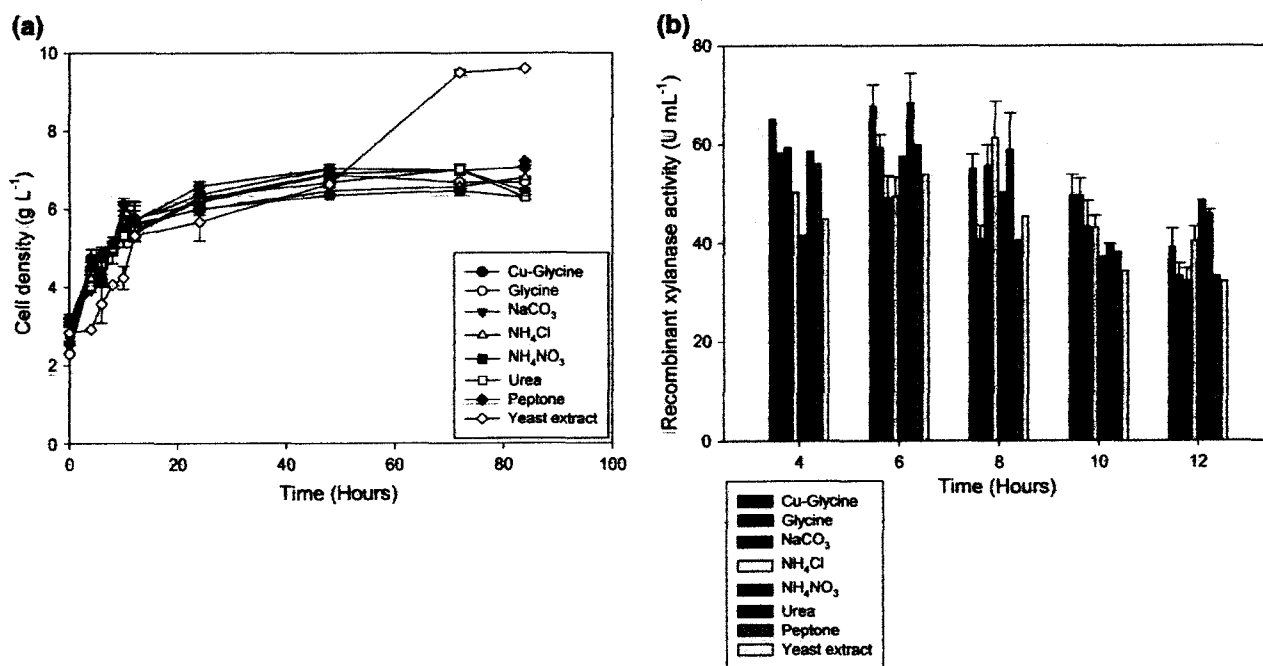 (a)
10
8
6
4
2
0
Cell density (g L⁻¹)
0 20 40 60 80 100
Time (Hours)
Cu-Glycine
Glycine
NaCO₃
NH₄Cl
NH₄NO₃
Urea
Peptone
Yeast extract
(b)
80
60
40
20
0
Recombinant xylanase activity (U mL⁻¹)
4 6 8 10 12
Time (Hours)
Cu-Glycine
Glycine
NaCO₃
NH₄Cl
NH₄NO₃
Urea
Peptone
Yeast extract